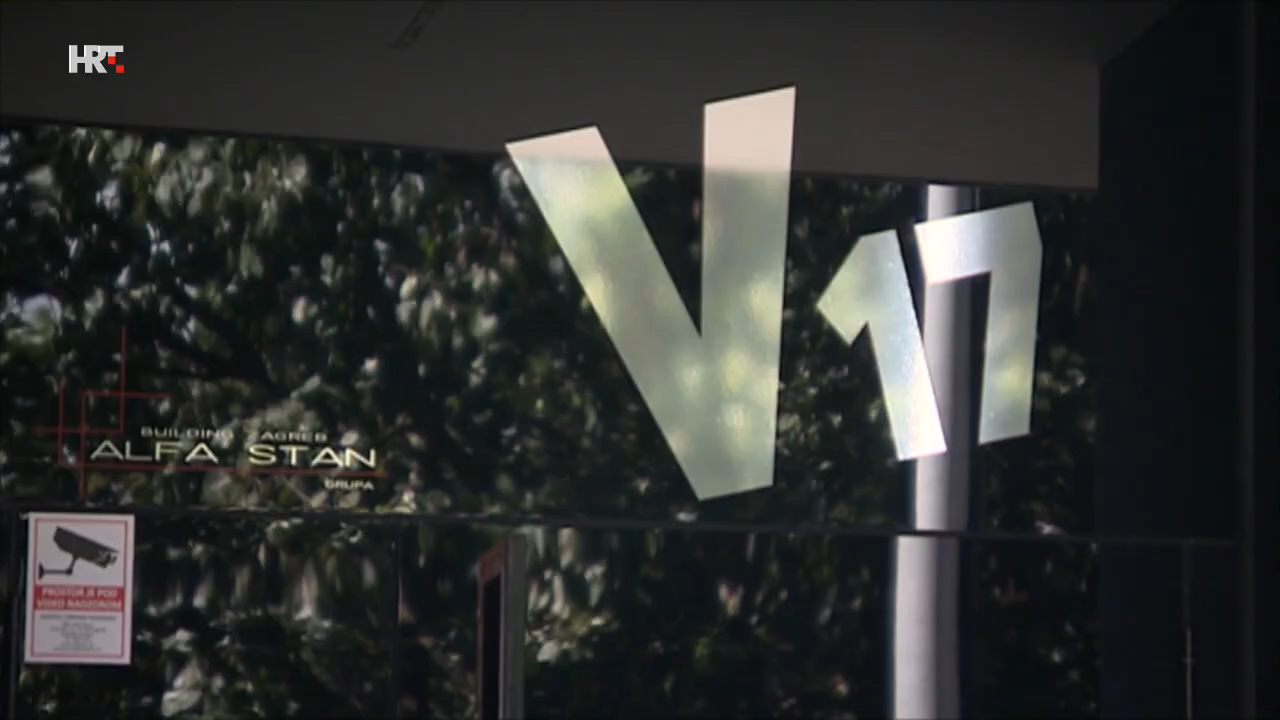 HRT
V17
BUILDING ZAGREB
ALFA STAN
GRUPA
PROSTOR JE POD
VIDEO NADZOROM